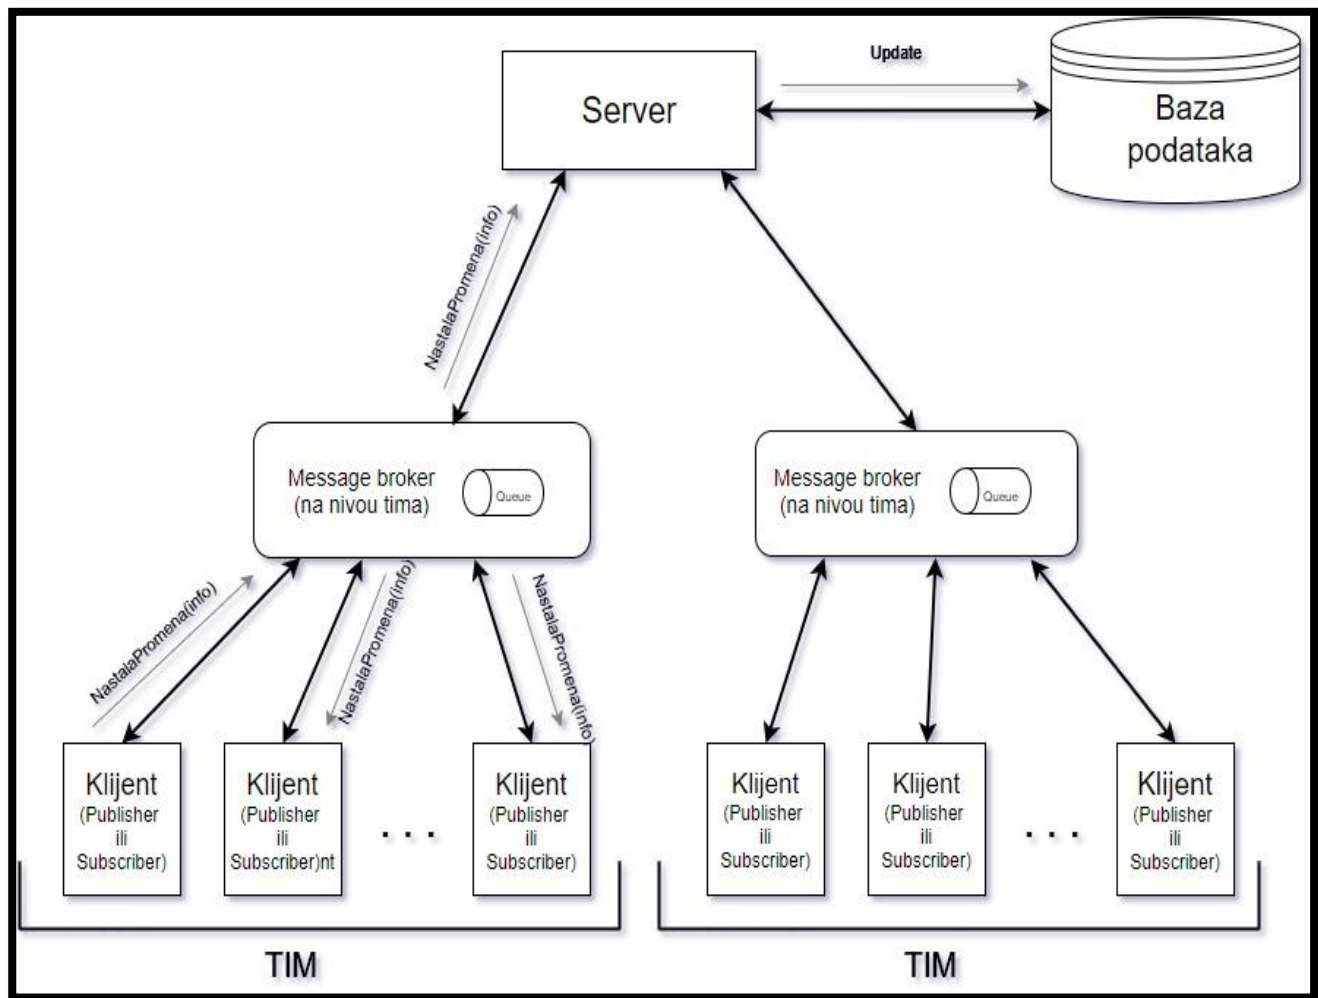 Update
Server
Baza
podataka
NastalaPromena(info)
Message broker
(na nivou tima)
Queue
Message broker
(na nivou tima)
Queue
NastalaPromena(info)
NastalaPromena(info)
NastalaPromena(info)
Klijent
(Publisher
ili
Subscriber)
Klijent
(Publisher
ili
Subscriber)nt
. . .
Klijent
(Publisher
ili
Subscriber)
Klijent
(Publisher
ili
Subscriber)
Klijent
(Publisher
ili
Subscriber)
. . .
Klijent
(Publisher
ili
Subscriber)
TIM
TIM